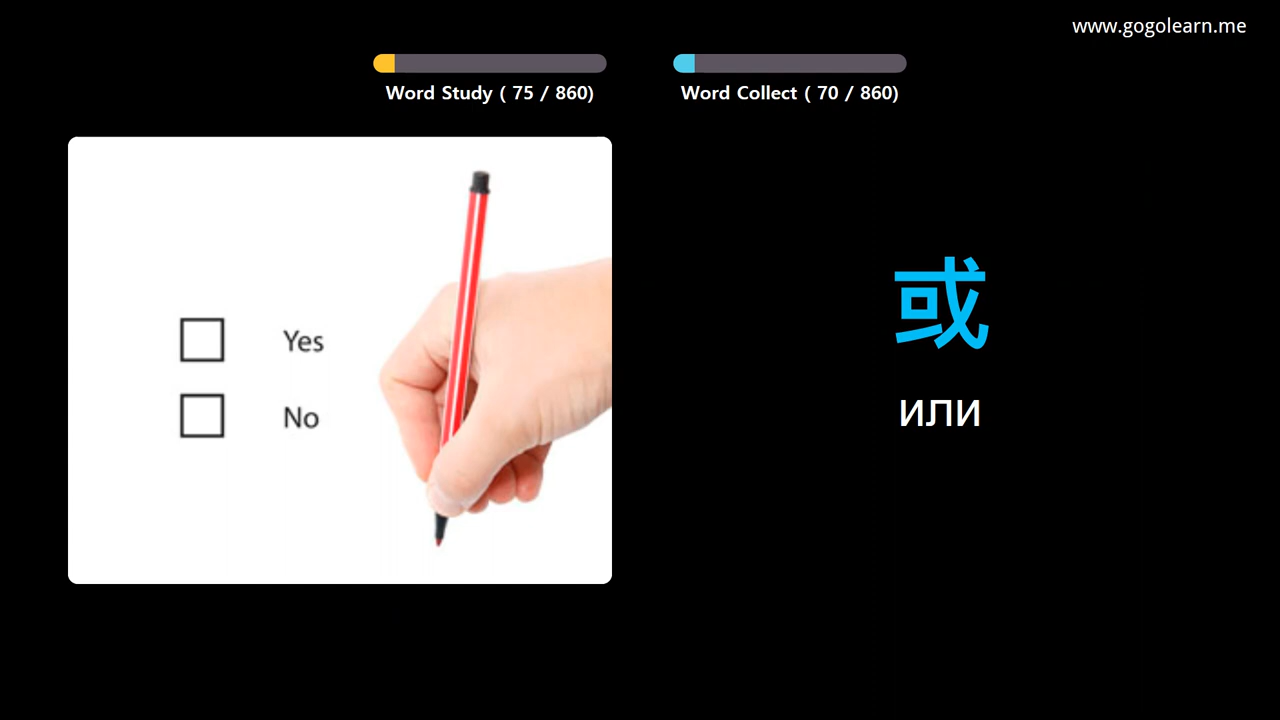 www.gogolearn.me
Word Study ( 75 / 860)
Word Collect ( 70 / 860)
Yes
No
或
или